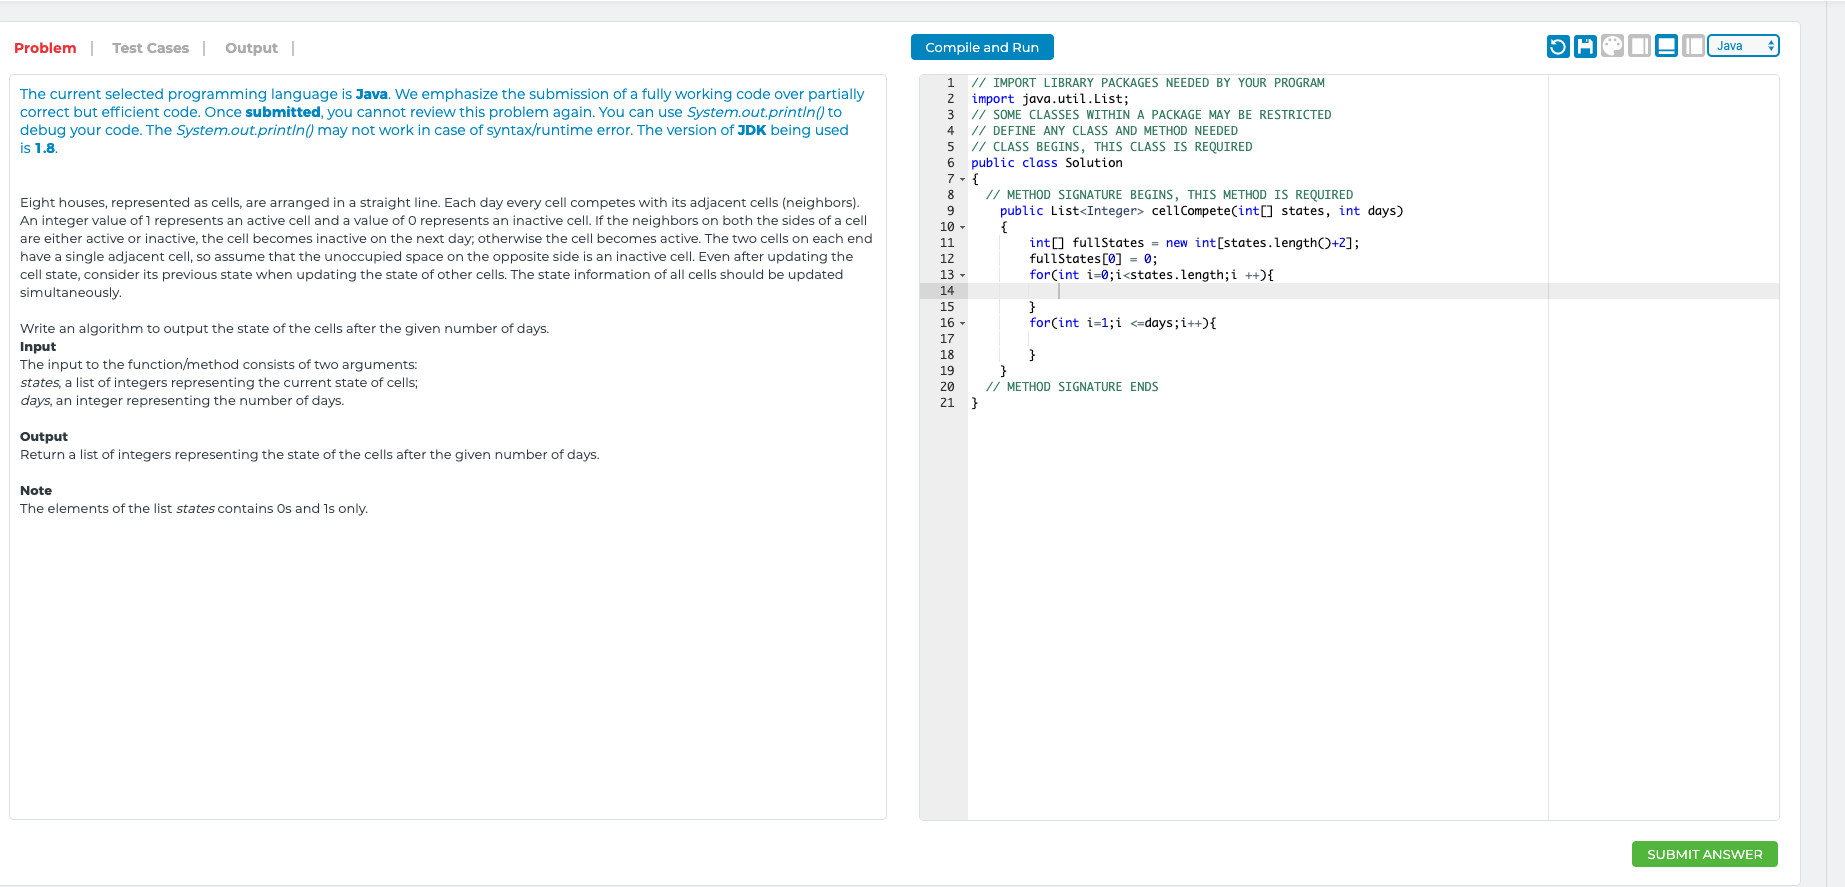 Problem | Test Cases | Output |
The current selected programming language is Java. We emphasize the submission of a fully working code over partially
correct but efficient code. Once submitted, you cannot review this problem again. You can use System.out.println() to
debug your code. The System.out.println() may not work in case of syntax/runtime error. The version of JDK being used
is 1.8.
Eight houses, represented as cells, are arranged in a straight line. Each day every cell competes with its adjacent cells (neighbors).
An integer value of 1 represents an active cell and a value of 0 represents an inactive cell. If the neighbors on both the sides of a cell
are either active or inactive, the cell becomes inactive on the next day; otherwise the cell becomes active. The two cells on each end
have a single adjacent cell, so assume that the unoccupied space on the opposite side is an inactive cell. Even after updating the
cell state, consider its previous state when updating the state of other cells. The state information of all cells should be updated
simultaneously.
Write an algorithm to output the state of the cells after the given number of days.
Input
The input to the function/method consists of two arguments:
states, a list of integers representing the current state of cells;
days, an integer representing the number of days.
Output
Return a list of integers representing the state of the cells after the given number of days.
Note
The elements of the list states contains 0s and 1s only.
Compile and Run
Java
1 // IMPORT LIBRARY PACKAGES NEEDED BY YOUR PROGRAM
2 import java.util.List;
3 // SOME CLASSES WITHIN A PACKAGE MAY BE RESTRICTED
4 // DEFINE ANY CLASS AND METHOD NEEDED
5 // CLASS BEGINS, THIS CLASS IS REQUIRED
6 public class Solution
7 {
8 // METHOD SIGNATURE BEGINS, THIS METHOD IS REQUIRED
9 public List<Integer> cellCompete(int[] states, int days)
10 {
11 int[] fullStates = new int[states.length()+2];
12 fullStates[0] = 0;
13 for(int i=0;i<states.length;i ++){
14
15 }
16 for(int i=1;i <=days;i++){
17
18 }
19 }
20 // METHOD SIGNATURE ENDS
21 }
SUBMIT ANSWER